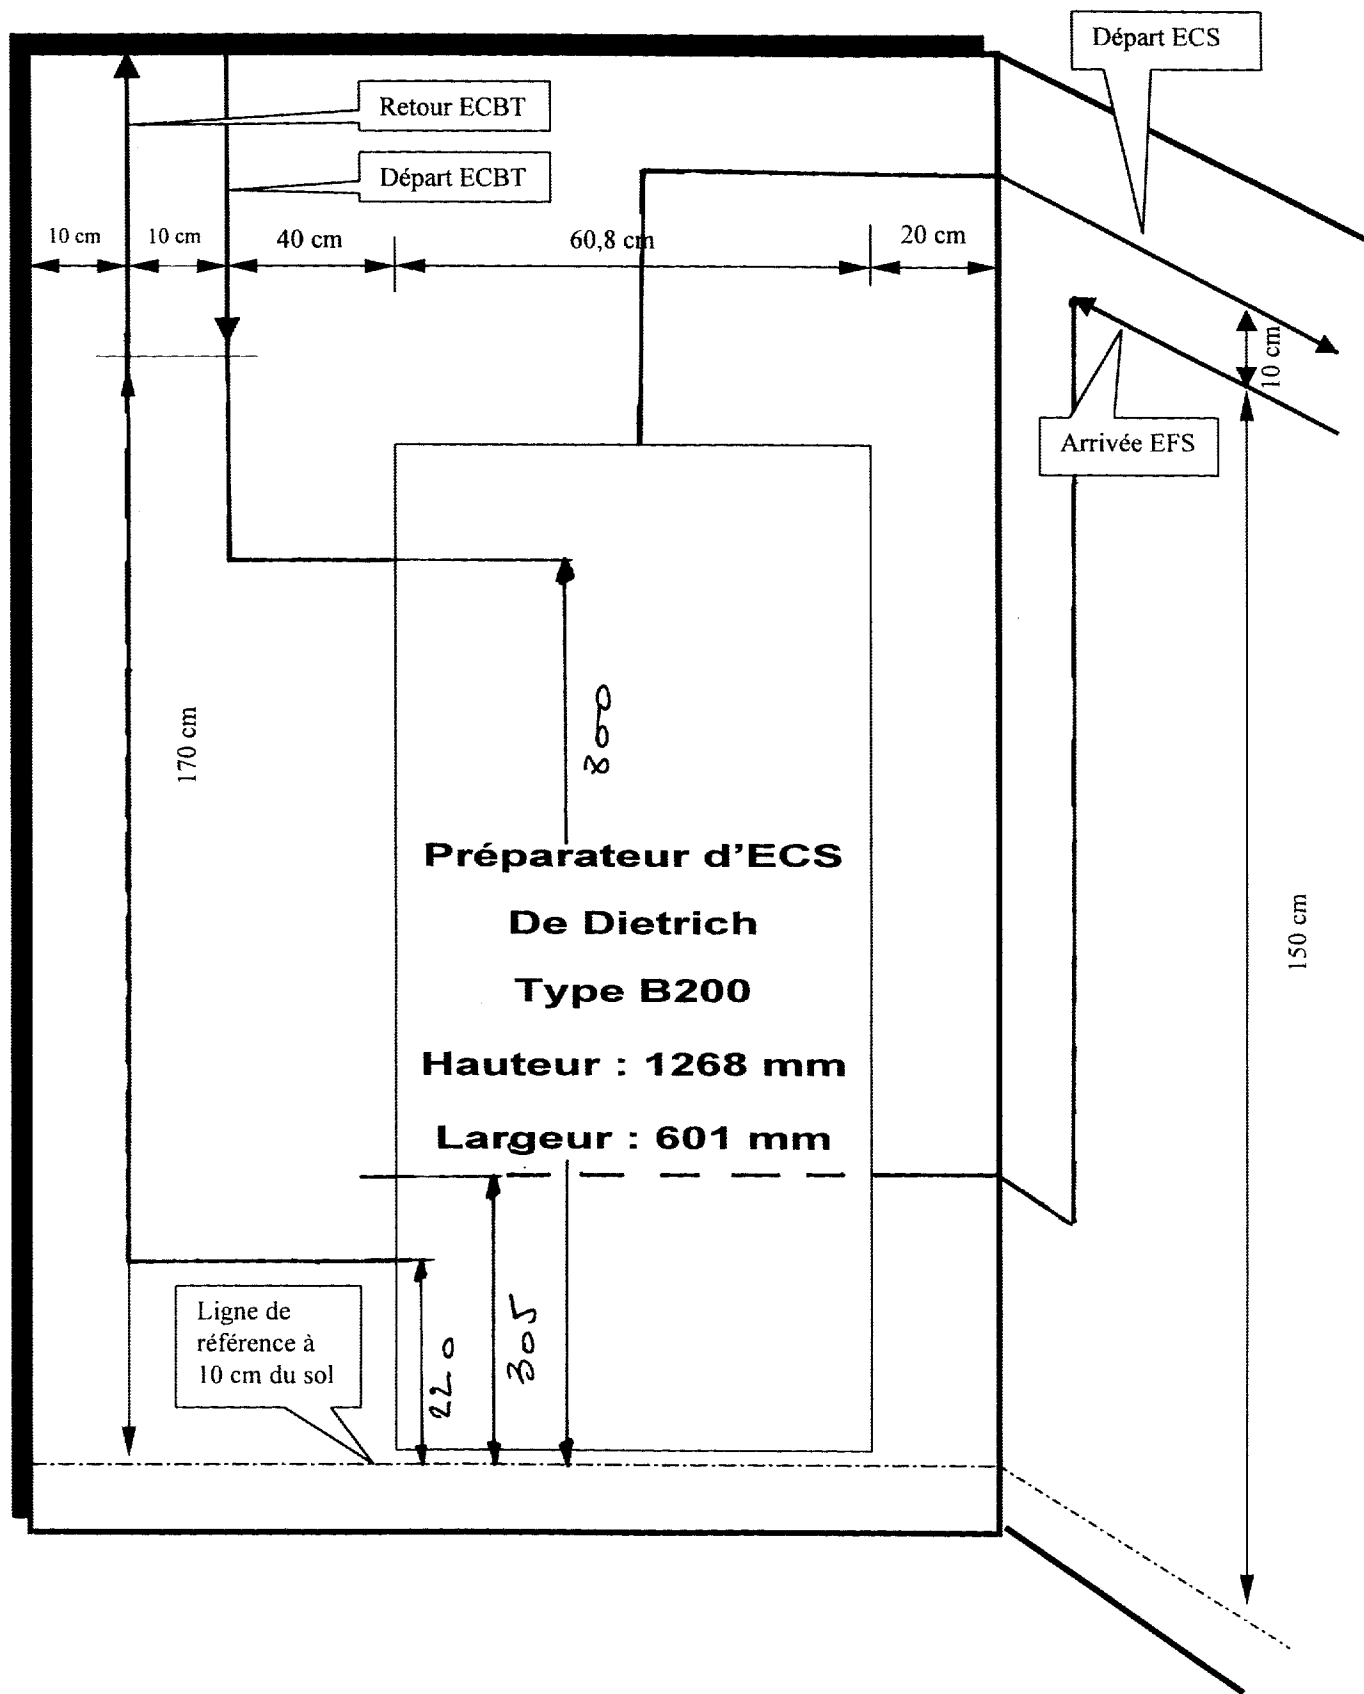 Départ ECS
Retour ECBT
Départ ECBT
10 cm
10 cm
40 cm
60,8 cm
20 cm
10 cm
Arrivée EFS
800
170 cm
Préparateur d'ECS
De Dietrich
Type B200
Hauteur : 1268 mm
Largeur : 601 mm
150 cm
Ligne de
référence à
10 cm du sol
220
305